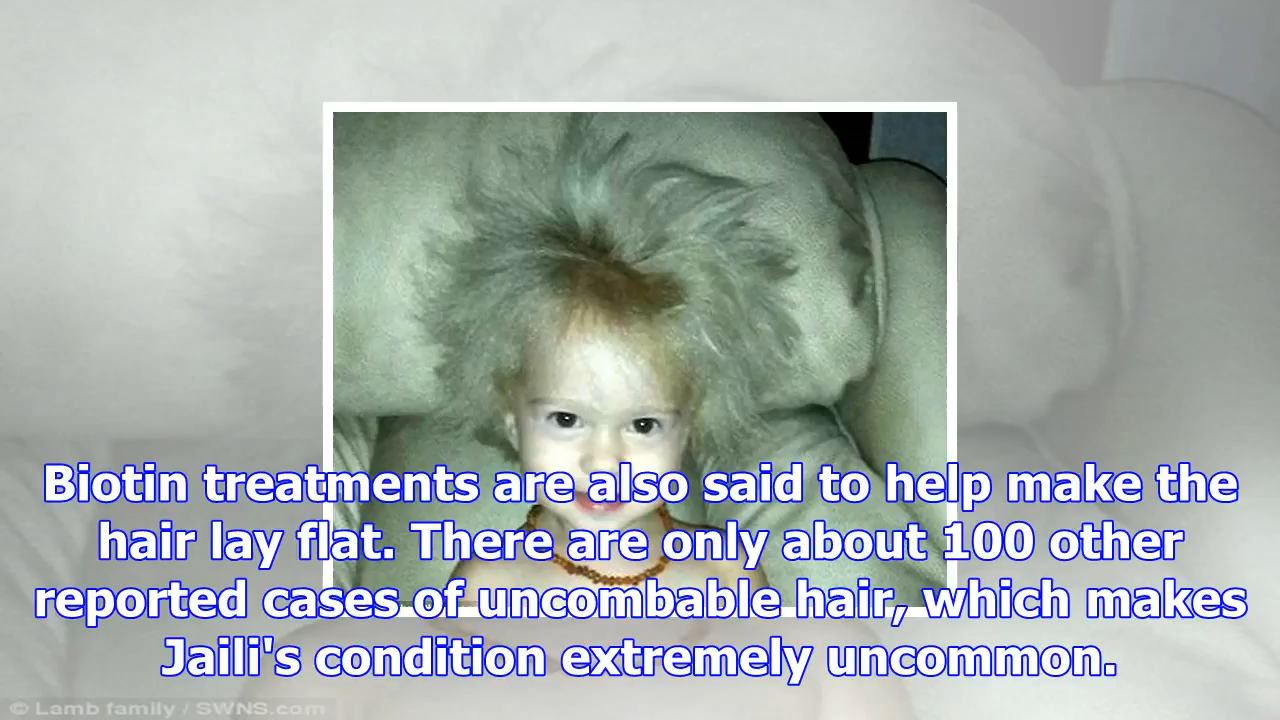 Biotin treatments are also said to help make the
hair lay flat. There are only about 100 other
reported cases of uncombable hair, which makes
Jaili's condition extremely uncommon.
© Lamb family / SWNS.com